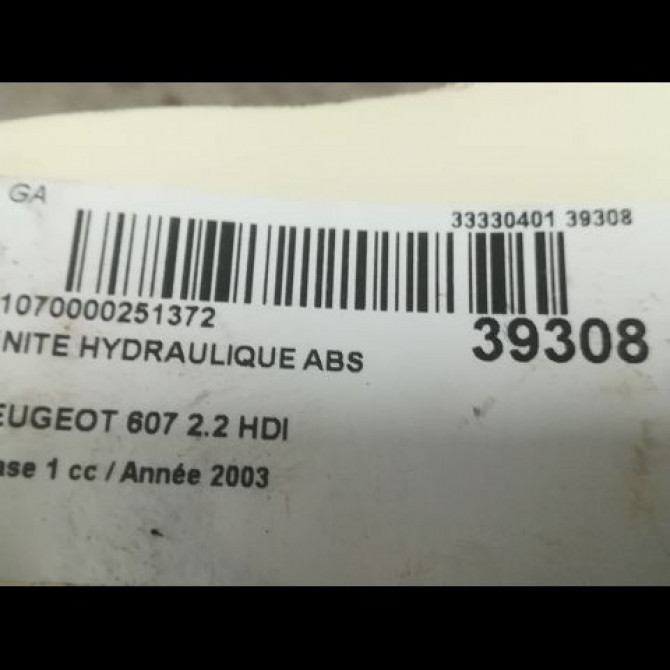 GA
33330401 39308
1070000251372
39308
NITE HYDRAULIQUE ABS
EUGEOT 607 2.2 HDI
ase 1 cc / Année 2003